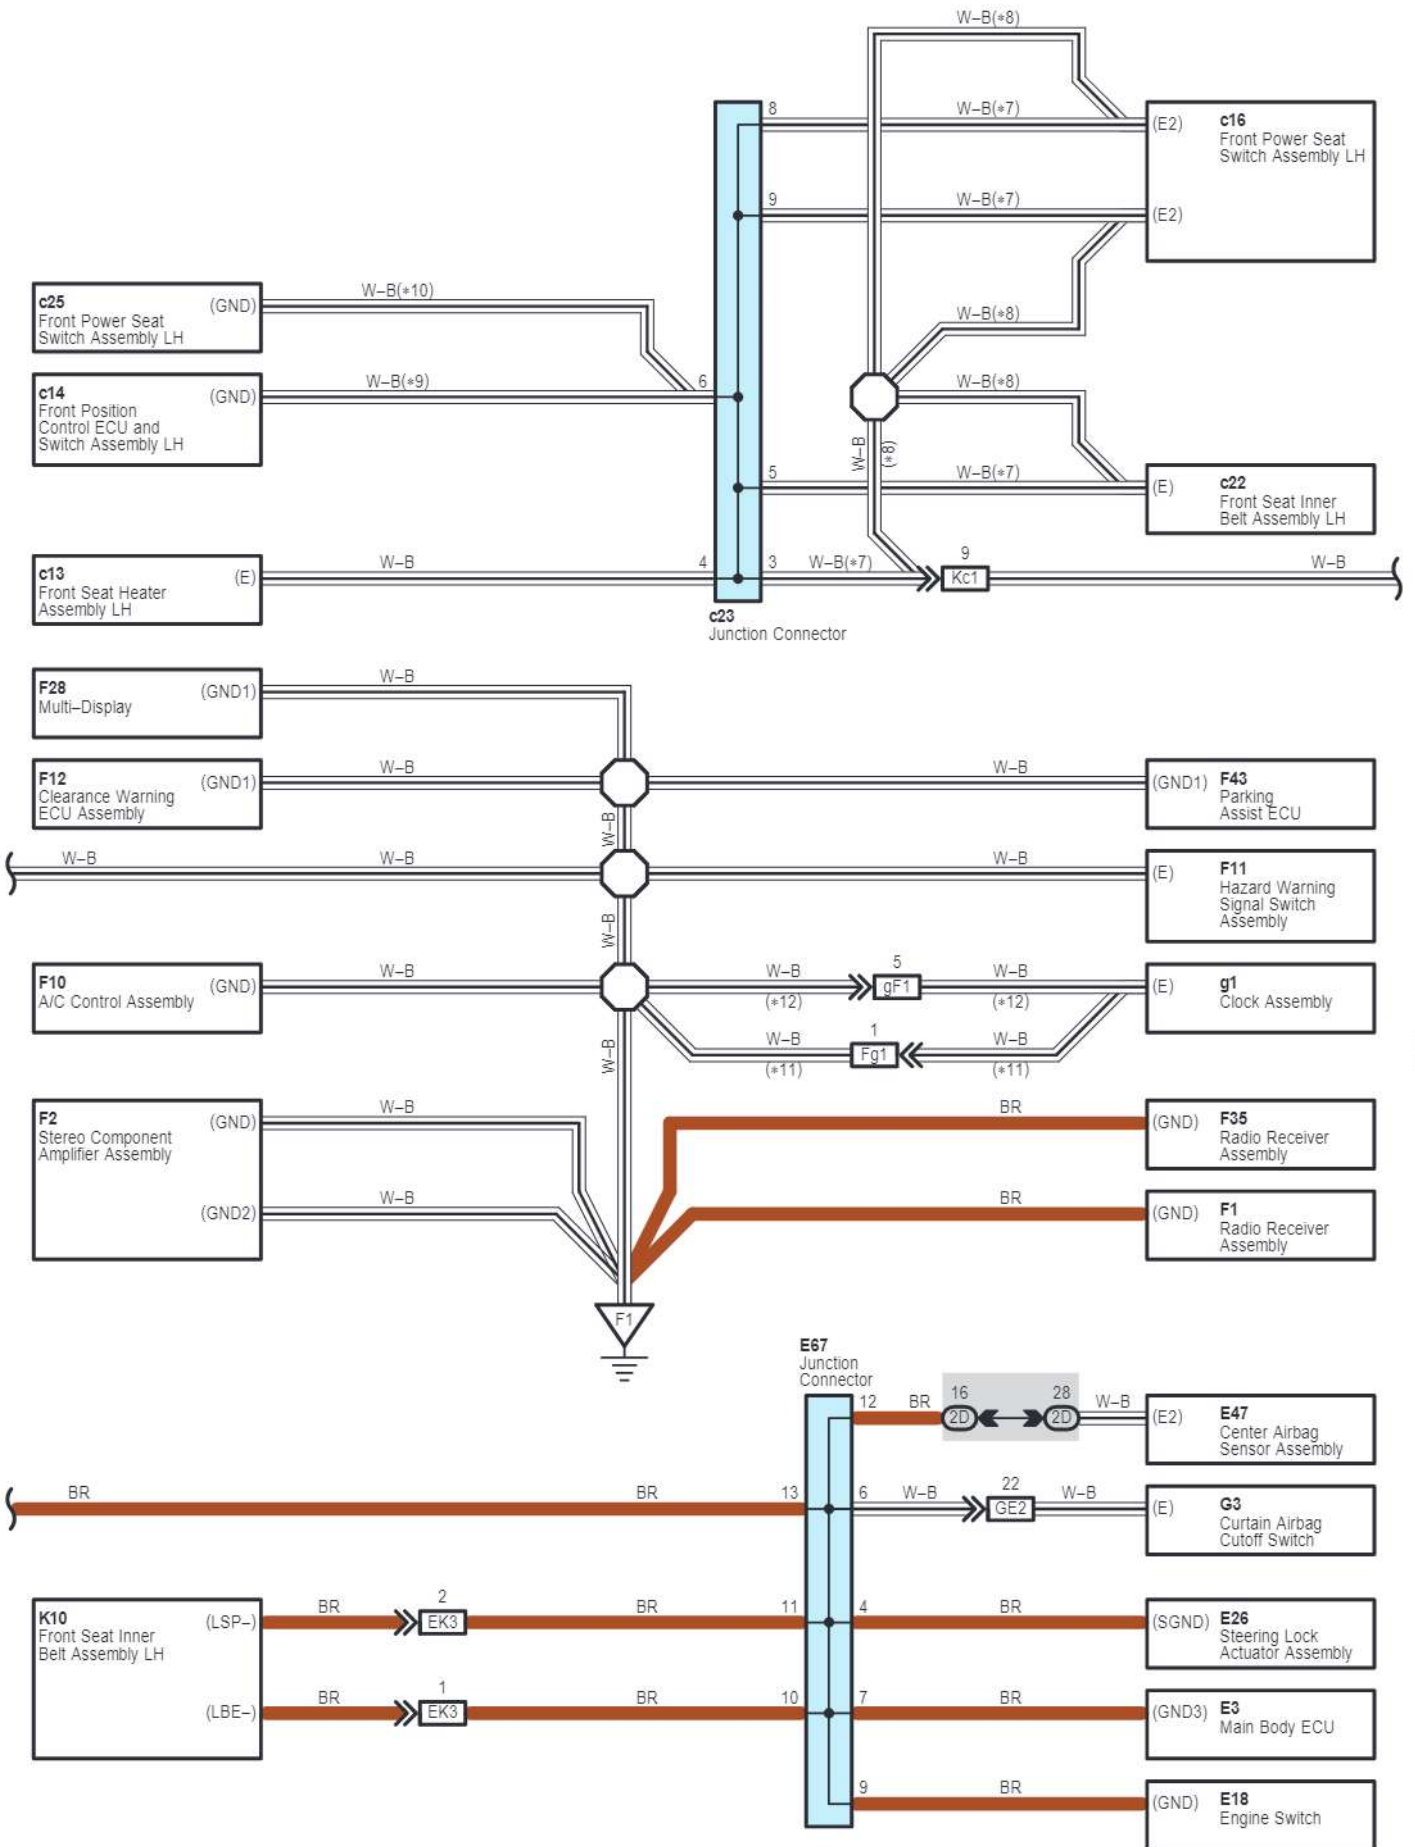 W–B(*8)
8
W–B(*7)
(E2)
c16
Front Power Seat
Switch Assembly LH
9
W–B(*7)
(E2)
c25
Front Power Seat
Switch Assembly LH
(GND)
W–B(*10)
W–B(*8)
c14
Front Position
Control ECU and
Switch Assembly LH
(GND)
W–B(*9)
6
W–B(*8)
W–B
(*8)
5
W–B(*7)
(E)
c22
Front Seat Inner
Belt Assembly LH
c13
Front Seat Heater
Assembly LH
(E)
W–B
4
3
W–B(*7)
9
Kc1
W–B
c23
Junction Connector
F28
Multi–Display
(GND1)
W–B
F12
Clearance Warning
ECU Assembly
(GND1)
W–B
W–B
(GND1)
F43
Parking
Assist ECU
W–B
W–B
W–B
W–B
(E)
F11
Hazard Warning
Signal Switch
Assembly
W–B
F10
A/C Control Assembly
(GND)
W–B
W–B
(*12)
5
gF1
W–B
(*12)
(E)
g1
Clock Assembly
W–B
W–B
(*11)
1
Fg1
W–B
(*11)
F2
Stereo Component
Amplifier Assembly
(GND)
W–B
BR
(GND)
F35
Radio Receiver
Assembly
(GND2)
W–B
BR
(GND)
F1
Radio Receiver
Assembly
F1
E67
Junction
Connector
12
BR
16
2D
28
2D
W–B
(E2)
E47
Center Airbag
Sensor Assembly
BR
BR
13
6
W–B
22
GE2
W–B
(E)
G3
Curtain Airbag
Cutoff Switch
K10
Front Seat Inner
Belt Assembly LH
(LSP–)
BR
2
EK3
BR
11
4
BR
(SGND)
E26
Steering Lock
Actuator Assembly
(LBE–)
BR
1
EK3
BR
10
7
BR
(GND3)
E3
Main Body ECU
9
BR
(GND)
E18
Engine Switch